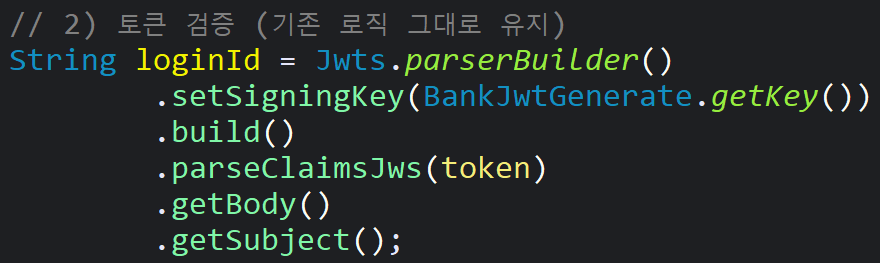 // 2) 토큰 검증 (기존 로직 그대로 유지)
String loginId = Jwts.parserBuilder()
        .setSigningKey(BankJwtGenerate.getKey())
        .build()
        .parseClaimsJws(token)
        .getBody()
        .getSubject();